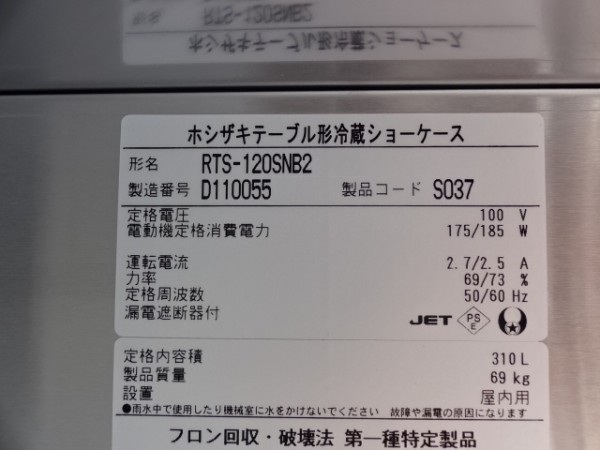 ホシザキテーブル形冷蔵ショーケース
形名 RTS-120SNB2
製造番号 D110055 製品コード S037
定格電圧 100 V
電動機定格消費電力 175/185 W
運転電流 2.7/2.5 A
力率 69/73 %
定格周波数 50/60 Hz
漏電遮断器付 JET PS E
定格内容積 310 L
製品質量 69 kg
設置 屋内用
●雨水中で使用したり機械室に水をかけないでください 故障や漏電の原因になります
フロン回収・破壊法 第一種特定製品